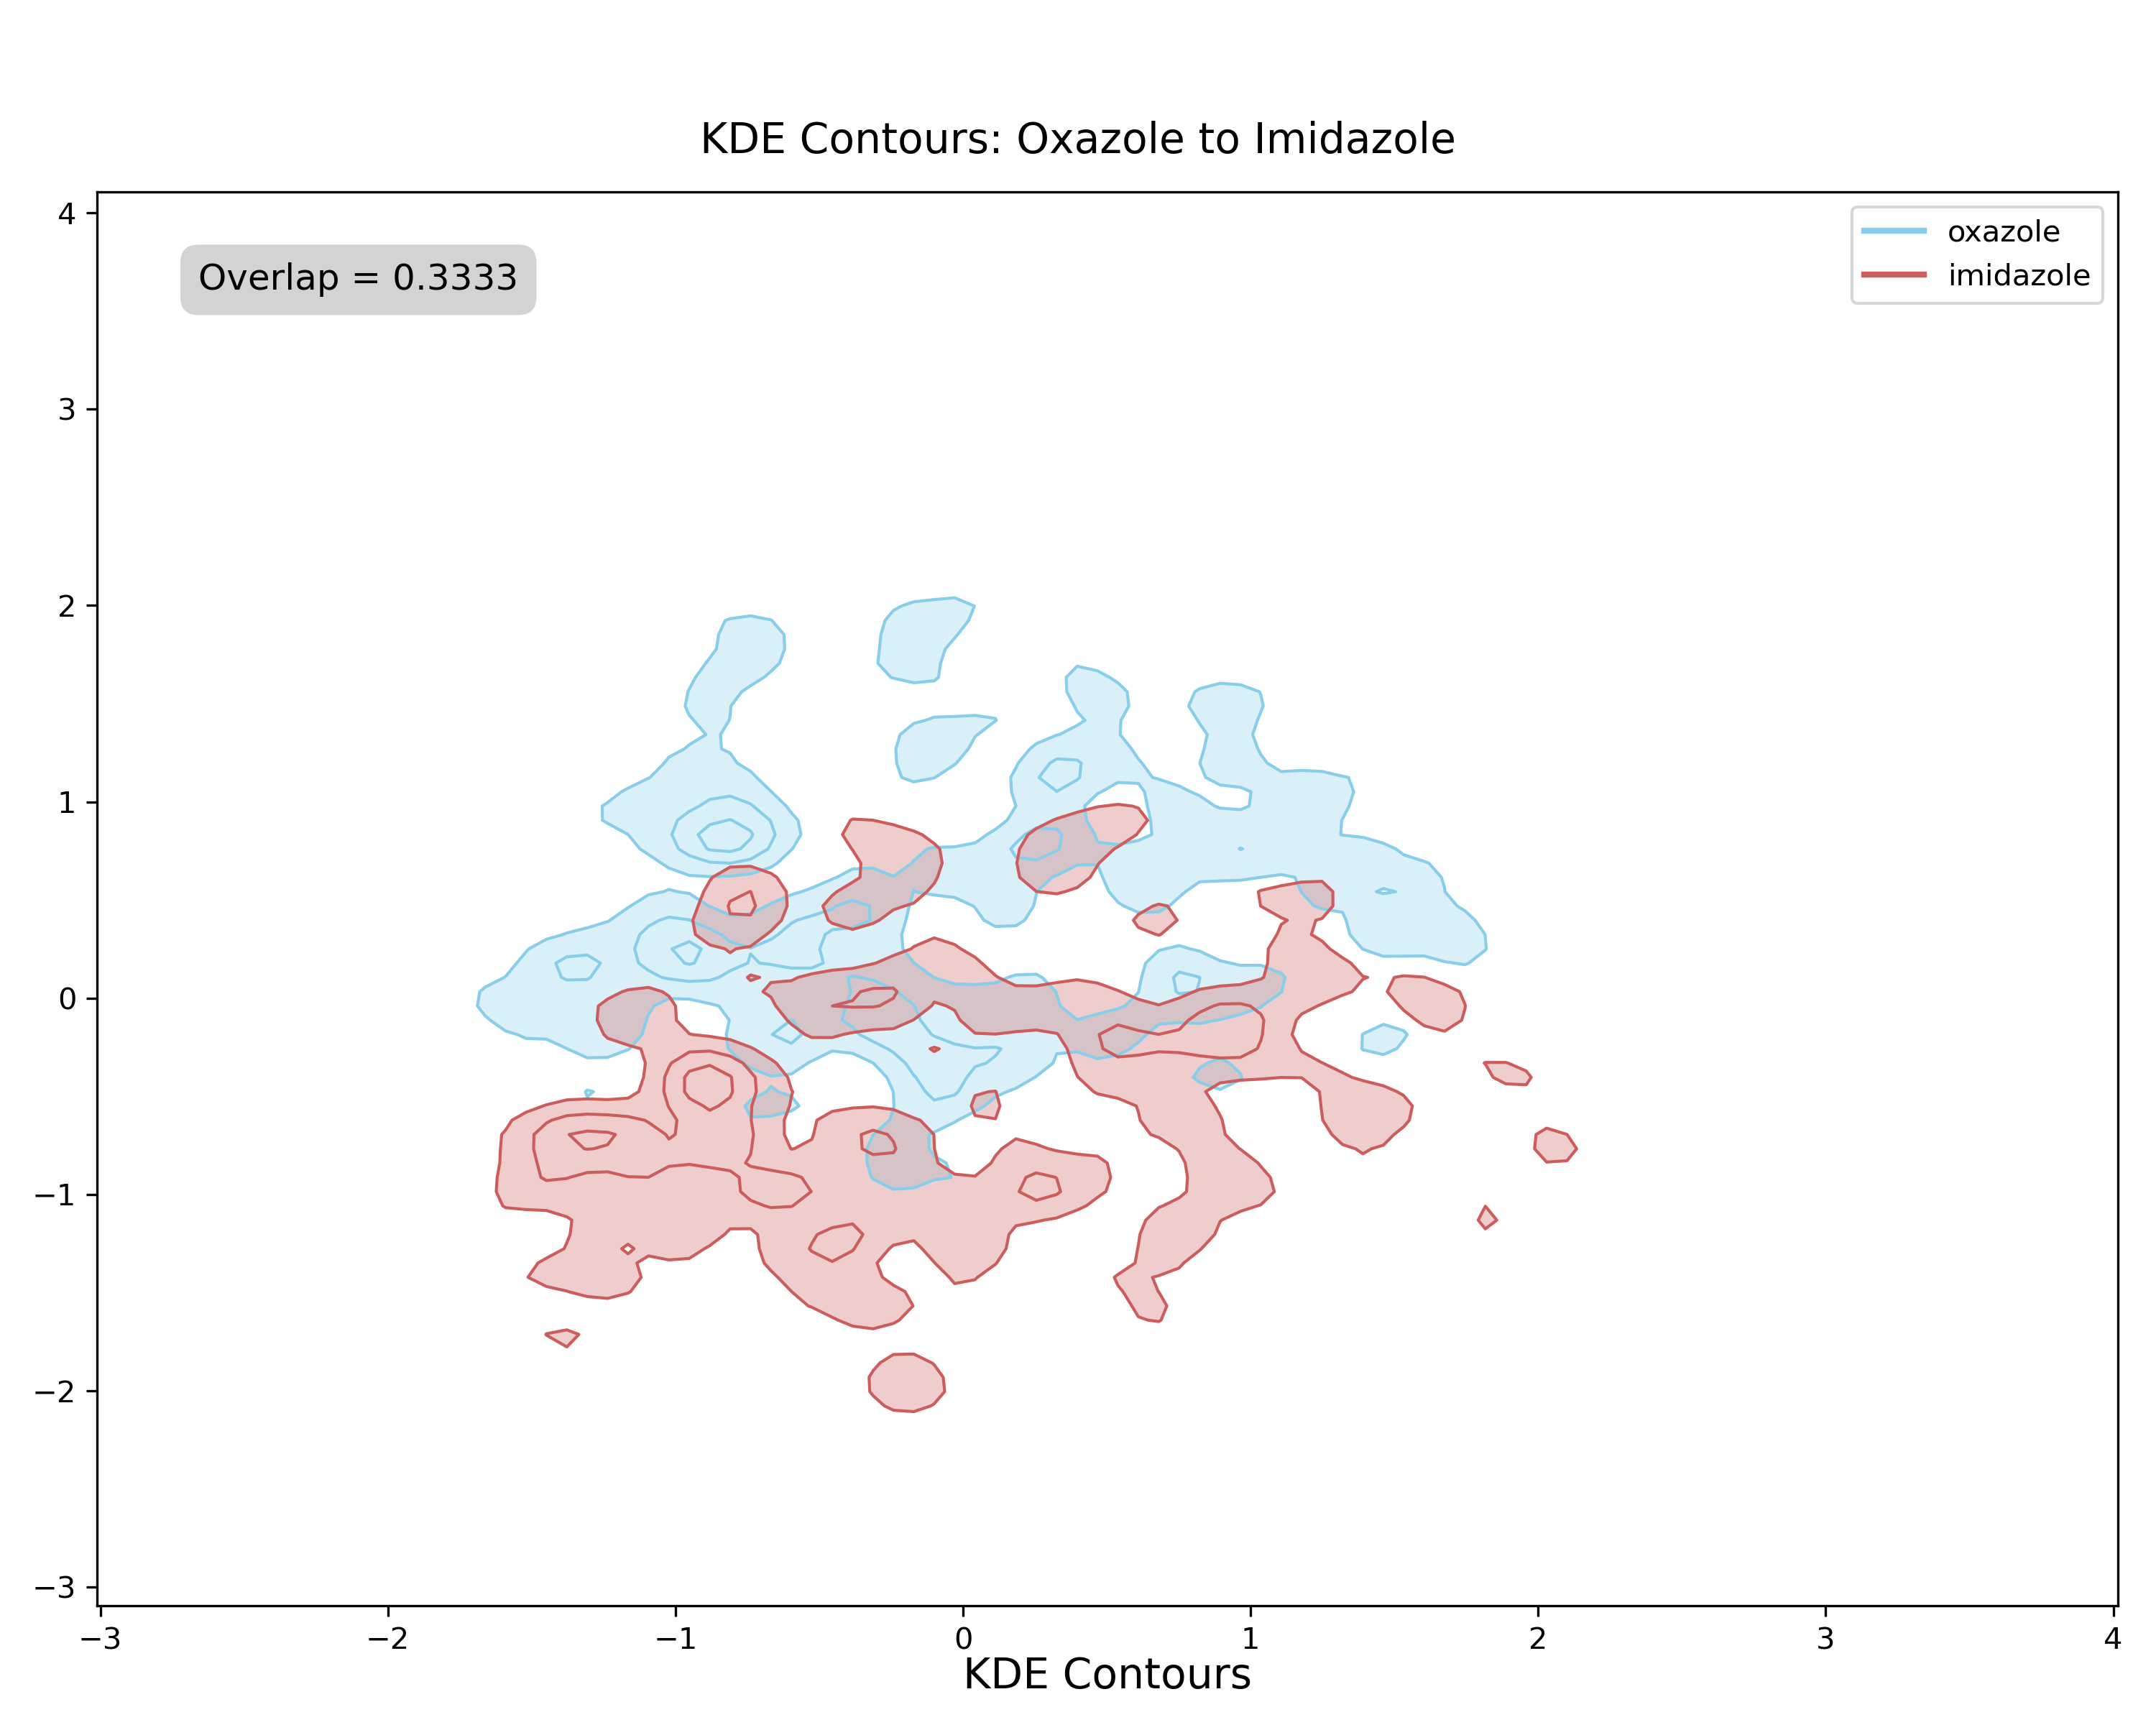 KDE Contours: Oxazole to Imidazole
Overlap = 0.3333
oxazole
imidazole
4
3
2
1
0
−1
−2
−3
−3 −2 −1 0 1 2 3 4
KDE Contours